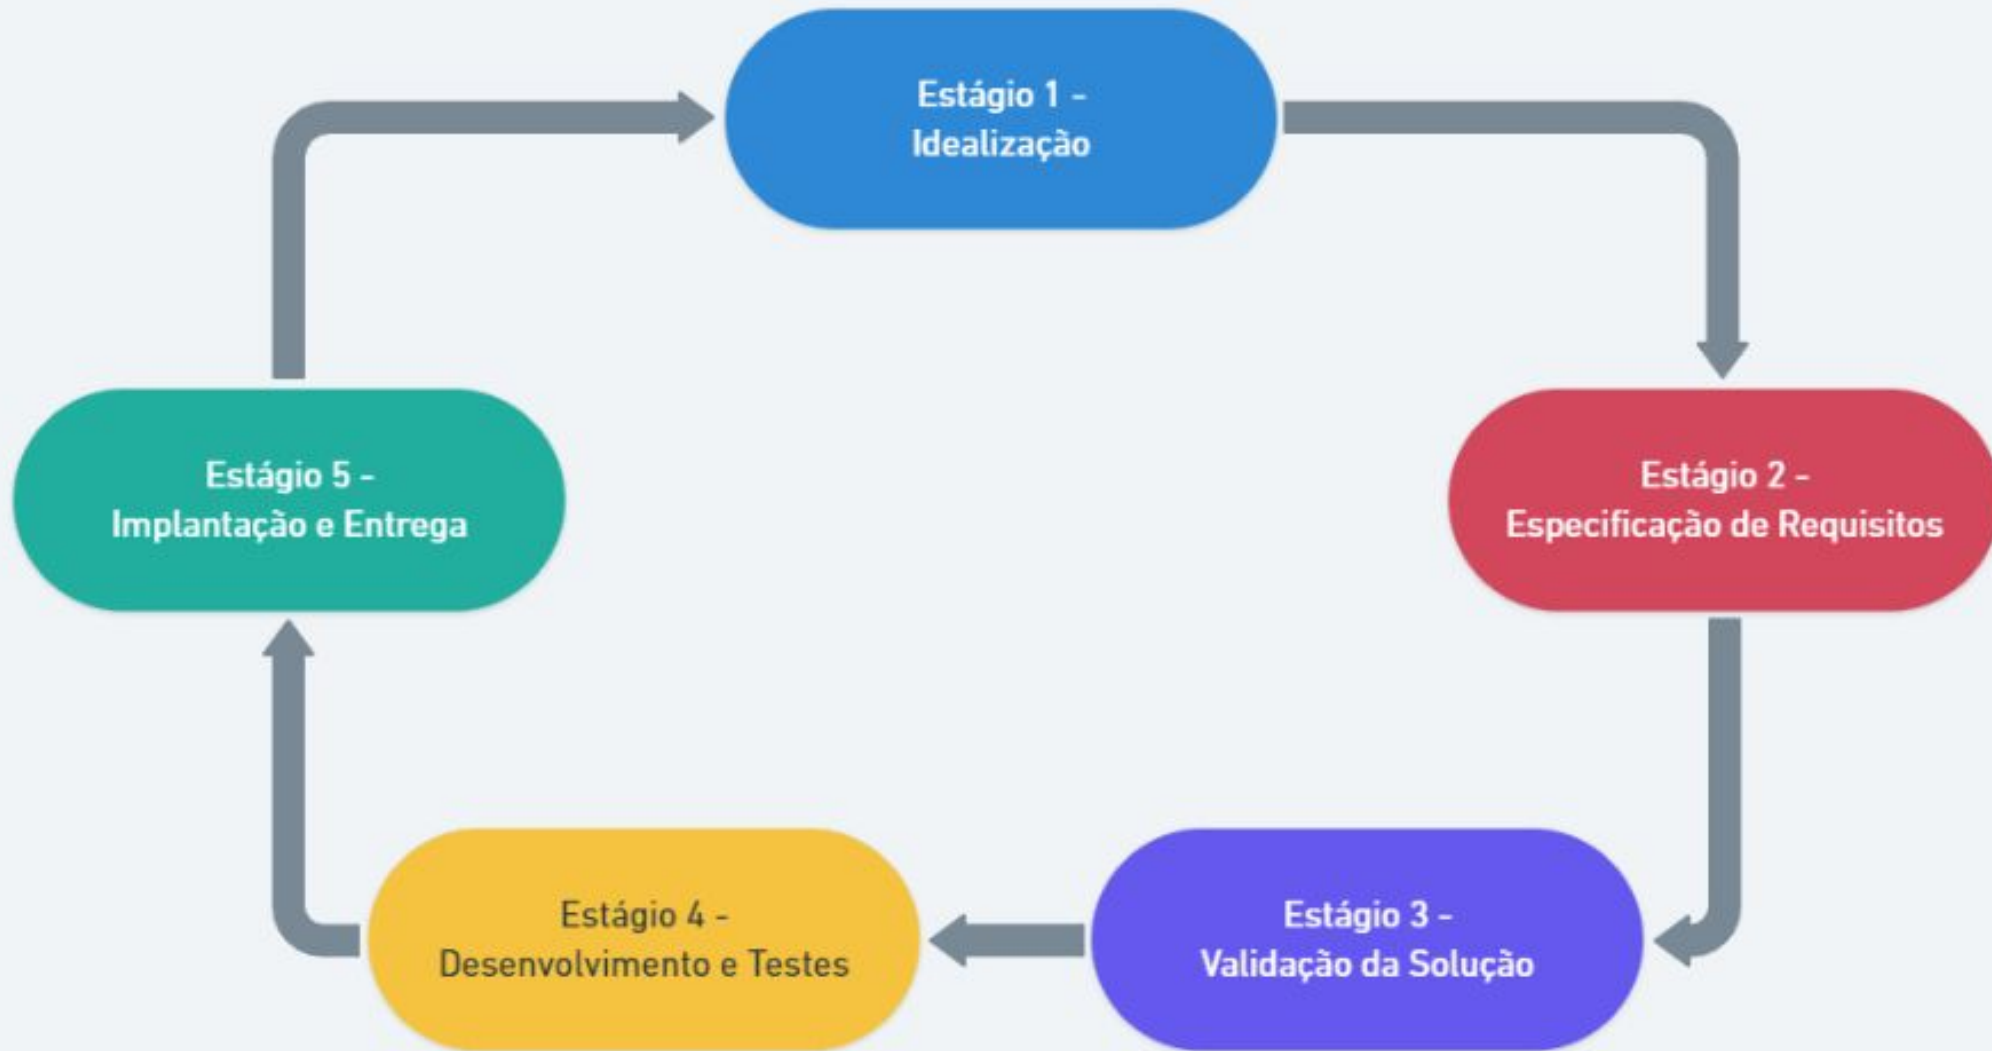 Estágio 1 -
Idealização
Estágio 2 -
Especificação de Requisitos
Estágio 3 -
Validação da Solução
Estágio 4 -
Desenvolvimento e Testes
Estágio 5 -
Implantação e Entrega